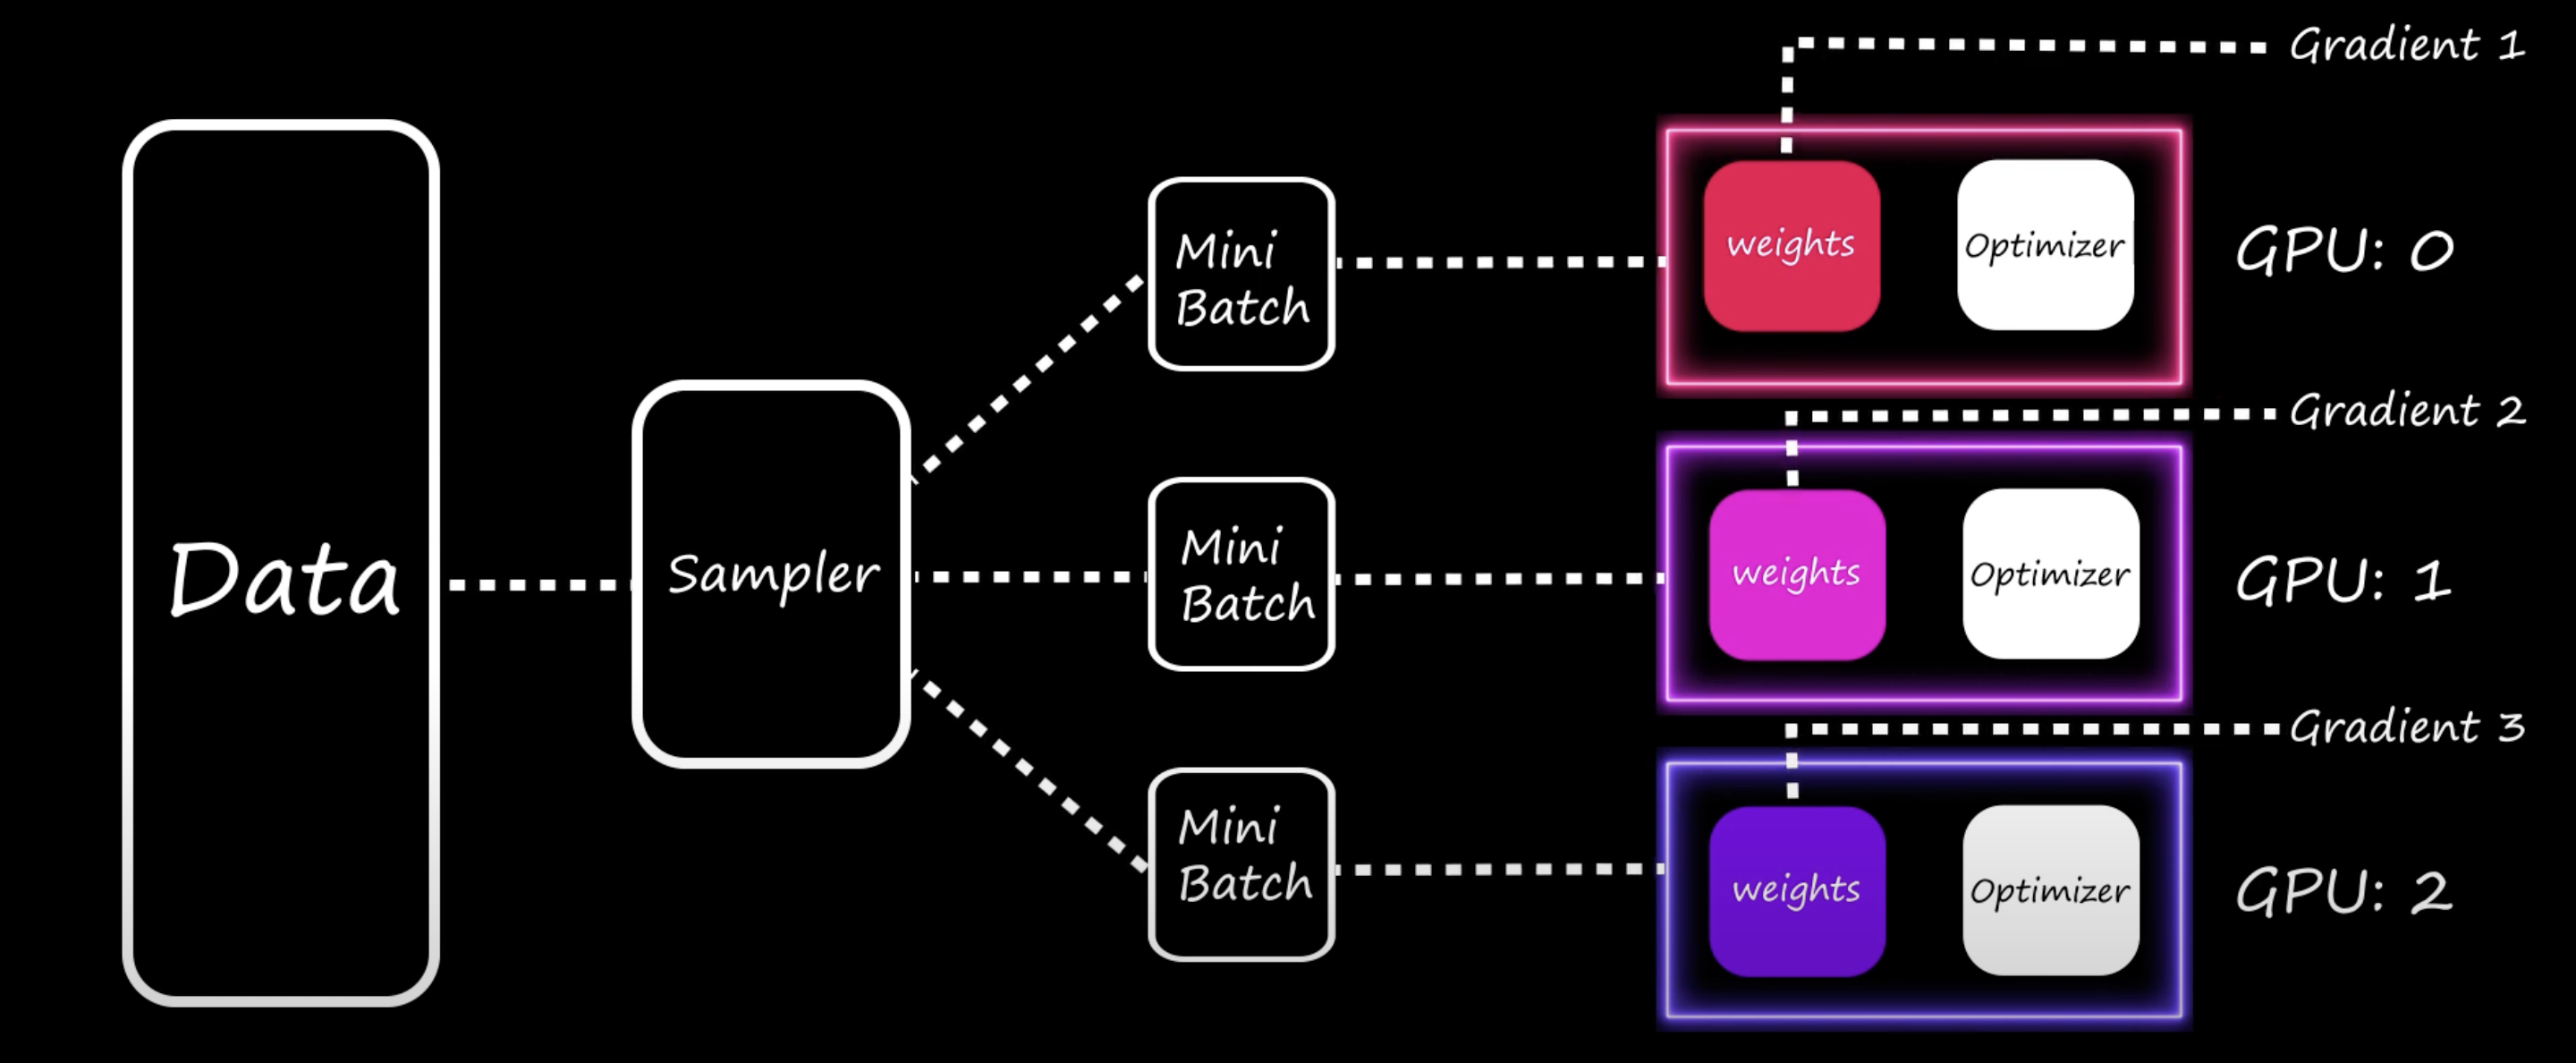 Data
Sampler
Mini
Batch
Mini
Batch
Mini
Batch
Gradient 1
weights
Optimizer
GPU: 0
Gradient 2
weights
Optimizer
GPU: 1
Gradient 3
weights
Optimizer
GPU: 2